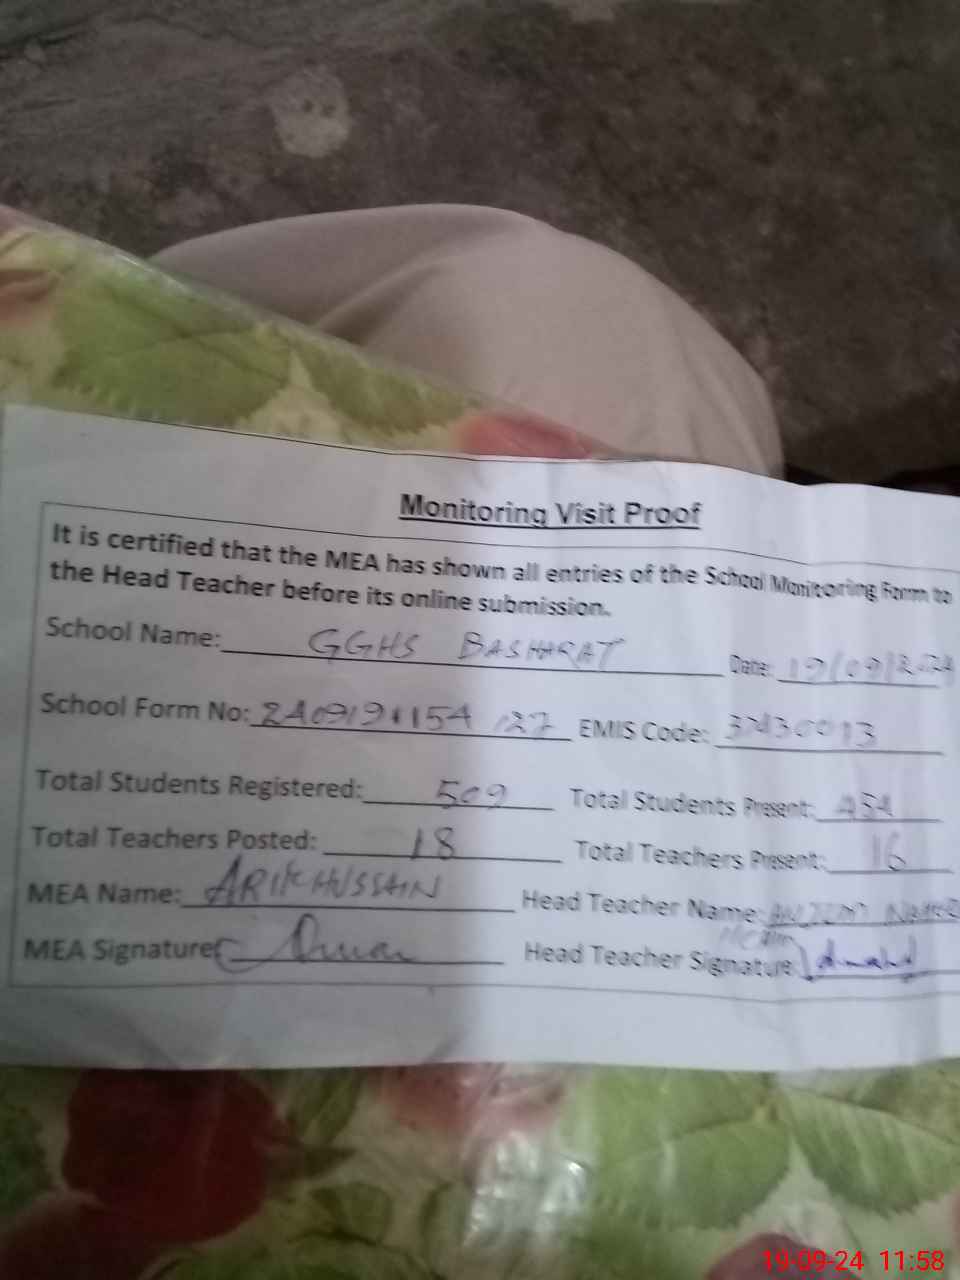 Monitoring Visit Proof
It is certified that the MEA has shown all entries of the School Monitoring Form to
the Head Teacher before its online submission.
School Name: GGHS BASHARAT Date: 19/09/2024
School Form No: EMIS Code:
Total Students Registered: 509 Total Students Present: 454
Total Teachers Posted: 18 Total Teachers Present: 16
MEA Name: HUSSAIN Head Teacher Name:
MEA Signature Head Teacher Signature:
19-09-24 11:58